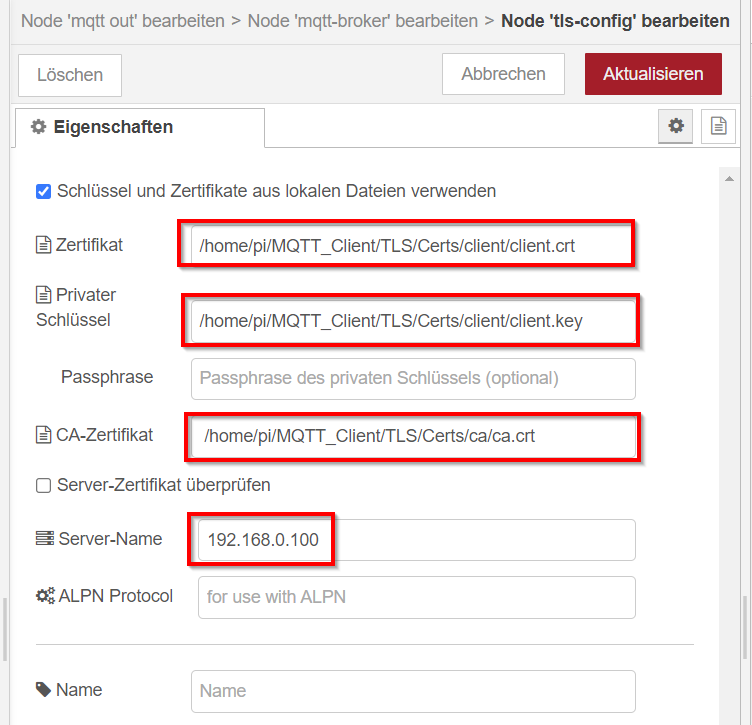 Node 'mqtt out' bearbeiten > Node 'mqtt-broker' bearbeiten > Node 'tls-config' bearbeiten
Löschen Abbrechen Aktualisieren
Eigenschaften
Schlüssel und Zertifikate aus lokalen Dateien verwenden
Zertifikat /home/pi/MQTT_Client/TLS/Certs/client/client.crt
Privater
Schlüssel /home/pi/MQTT_Client/TLS/Certs/client/client.key
Passphrase Passphrase des privaten Schlüssels (optional)
CA-Zertifikat /home/pi/MQTT_Client/TLS/Certs/ca/ca.crt
Server-Zertifikat überprüfen
Server-Name 192.168.0.100
ALPN Protocol for use with ALPN
Name Name